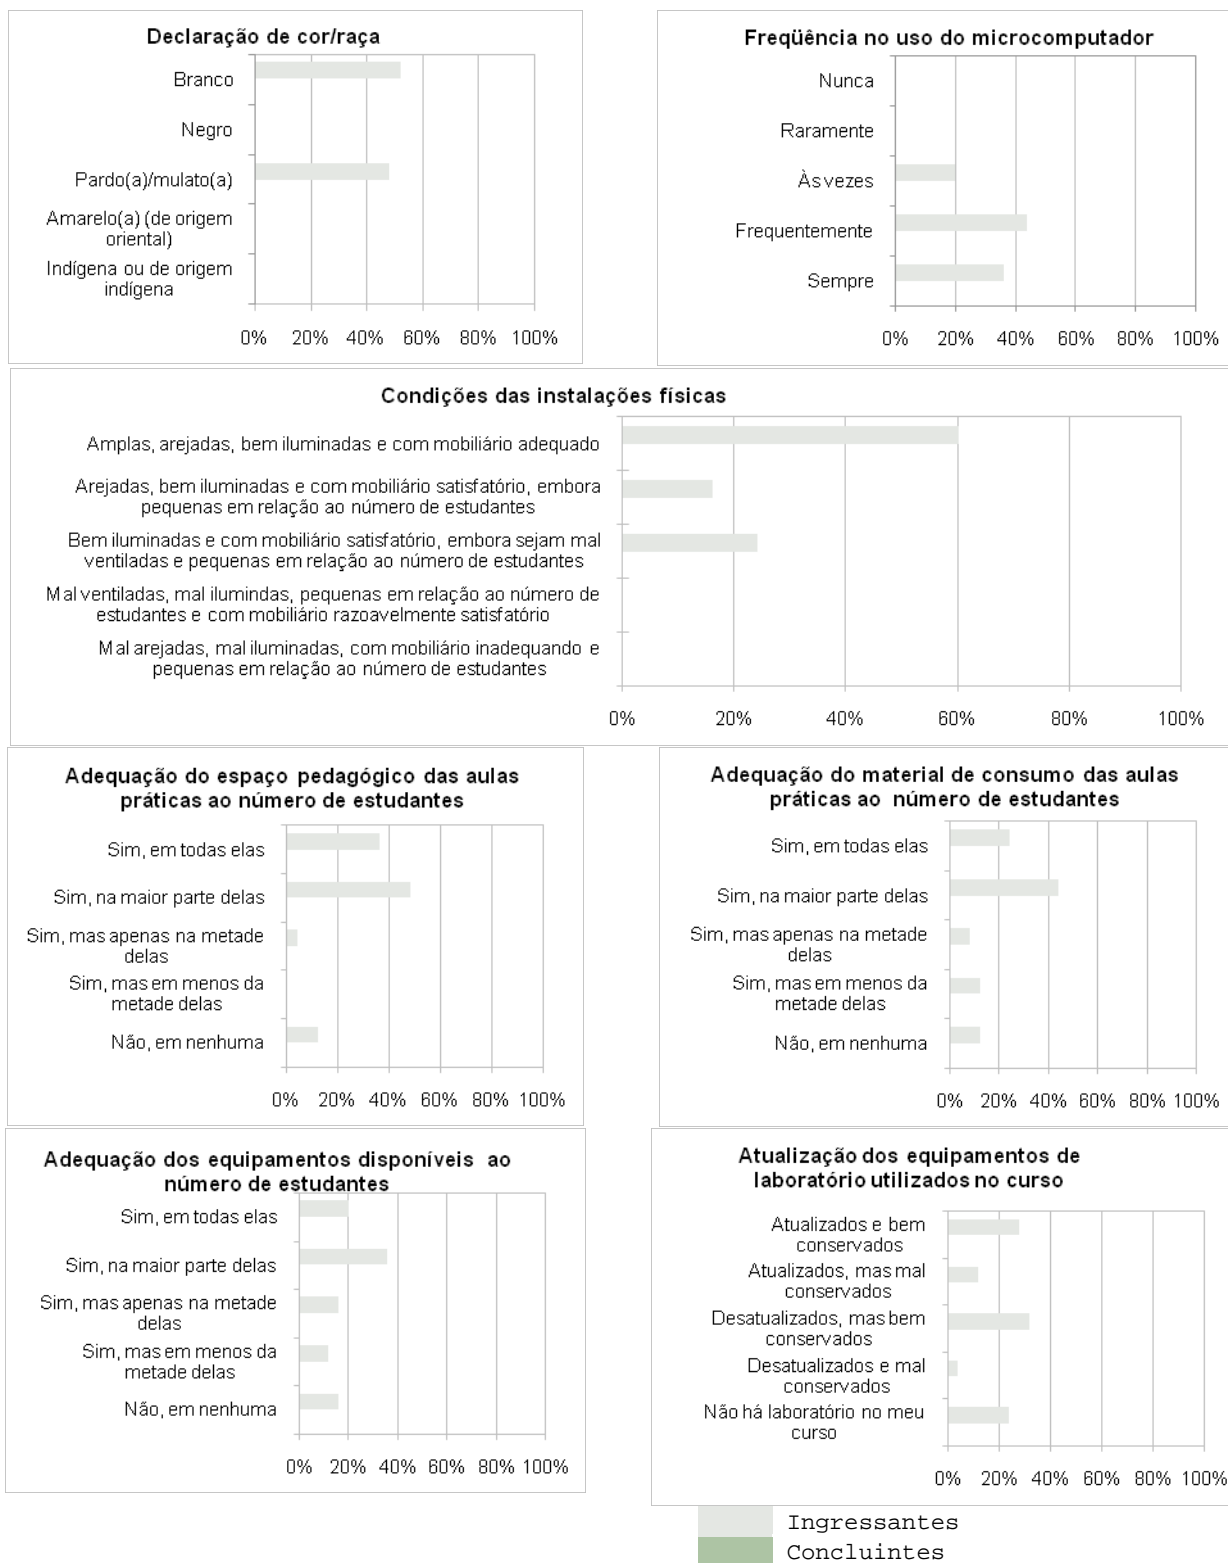 Declaração de cor/raça
Branco
Negro
Pardo(a)/mulato(a)
Amarelo(a) (de origem
oriental)
Indígena ou de origem
indígena
0% 20% 40% 60% 80% 100%
Freqüência no uso do microcomputador
Nunca
Raramente
Às vezes
Frequentemente
Sempre
0% 20% 40% 60% 80% 100%
Condições das instalações físicas
Amplas, arejadas, bem iluminadas e com mobiliário adequado
Arejadas, bem iluminadas e com mobiliário satisfatório, embora
pequenas em relação ao número de estudantes
Bem iluminadas e com mobiliário satisfatório, embora sejam mal
ventiladas e pequenas em relação ao número de estudantes
Mal ventiladas, mal ilumindas, pequenas em relação ao número de
estudantes e com mobiliário razoavelmente satisfatório
Mal arejadas, mal iluminadas, com mobiliário inadequando e
pequenas em relação ao número de estudantes
0% 20% 40% 60% 80% 100%
Adequação do espaço pedagógico das aulas
práticas ao número de estudantes
Sim, em todas elas
Sim, na maior parte delas
Sim, mas apenas na metade
delas
Sim, mas em menos da
metade delas
Não, em nenhuma
0% 20% 40% 60% 80% 100%
Adequação do material de consumo das aulas
práticas ao número de estudantes
Sim, em todas elas
Sim, na maior parte delas
Sim, mas apenas na metade
delas
Sim, mas em menos da
metade delas
Não, em nenhuma
0% 20% 40% 60% 80% 100%
Adequação dos equipamentos disponíveis ao
número de estudantes
Sim, em todas elas
Sim, na maior parte delas
Sim, mas apenas na metade
delas
Sim, mas em menos da
metade delas
Não, em nenhuma
0% 20% 40% 60% 80% 100%
Atualização dos equipamentos de
laboratório utilizados no curso
Atualizados e bem
conservados
Atualizados, mas mal
conservados
Desatualizados, mas bem
conservados
Desatualizados e mal
conservados
Não há laboratório no meu
curso
0% 20% 40% 60% 80% 100%
Ingressantes
Concluintes